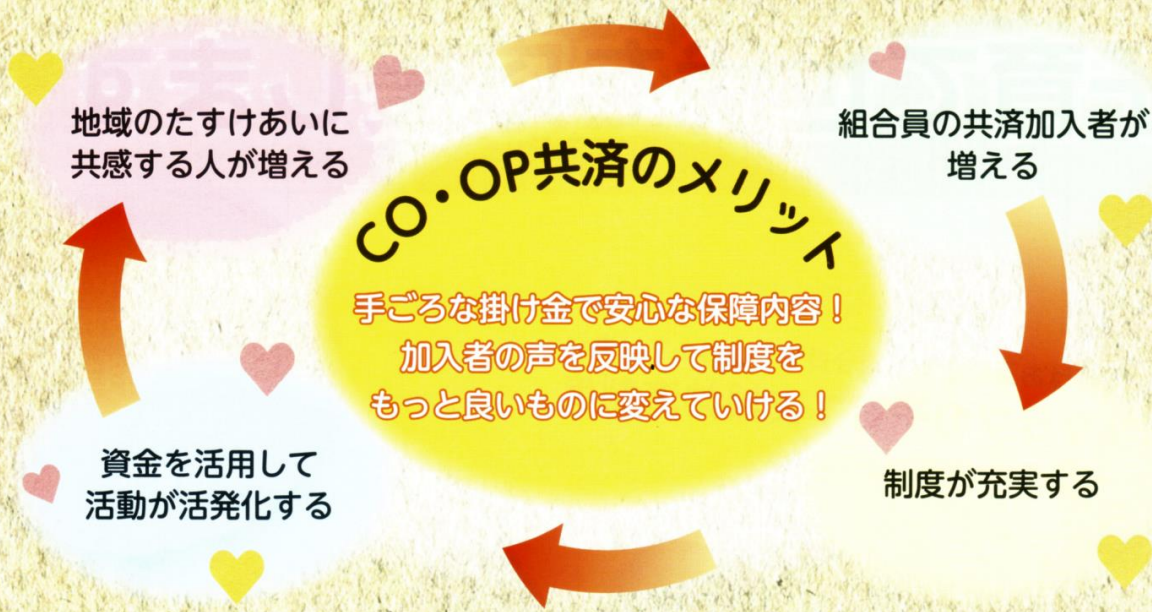 地域のたすけあいに
共感する人が増える
CO・OP共済のメリット
組合員の共済加入者が
増える
手ごろな掛け金で安心な保障内容！
加入者の声を反映して制度を
もっと良いものに変えていける！
資金を活用して
活動が活発化する
制度が充実する